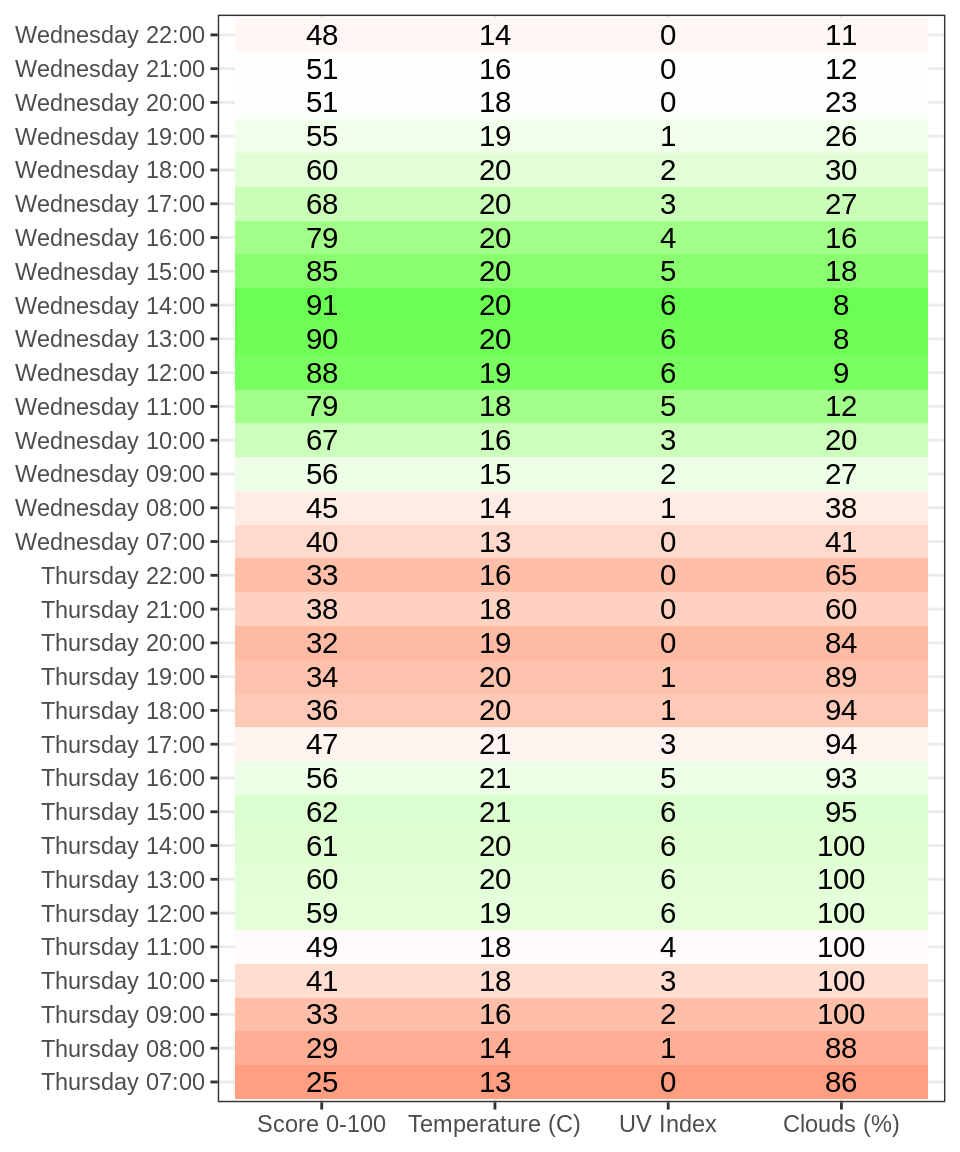 Wednesday 22:00 48 14 0 11
Wednesday 21:00 51 16 0 12
Wednesday 20:00 51 18 0 23
Wednesday 19:00 55 19 1 26
Wednesday 18:00 60 20 2 30
Wednesday 17:00 68 20 3 27
Wednesday 16:00 79 20 4 16
Wednesday 15:00 85 20 5 18
Wednesday 14:00 91 20 6 8
Wednesday 13:00 90 20 6 8
Wednesday 12:00 88 19 6 9
Wednesday 11:00 79 18 5 12
Wednesday 10:00 67 16 3 20
Wednesday 09:00 56 15 2 27
Wednesday 08:00 45 14 1 38
Wednesday 07:00 40 13 0 41
Thursday 22:00 33 16 0 65
Thursday 21:00 38 18 0 60
Thursday 20:00 32 19 0 84
Thursday 19:00 34 20 1 89
Thursday 18:00 36 20 1 94
Thursday 17:00 47 21 3 94
Thursday 16:00 56 21 5 93
Thursday 15:00 62 21 6 95
Thursday 14:00 61 20 6 100
Thursday 13:00 60 20 6 100
Thursday 12:00 59 19 6 100
Thursday 11:00 49 18 4 100
Thursday 10:00 41 18 3 100
Thursday 09:00 33 16 2 100
Thursday 08:00 29 14 1 88
Thursday 07:00 25 13 0 86
Score 0-100 Temperature (C) UV Index Clouds (%)